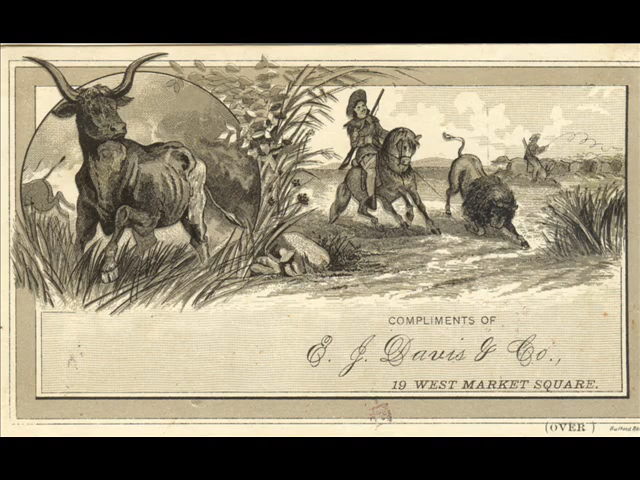 COMPLIMENTS OF
E. J. Davis & Co.,
19 WEST MARKET SQUARE.
(OVER)